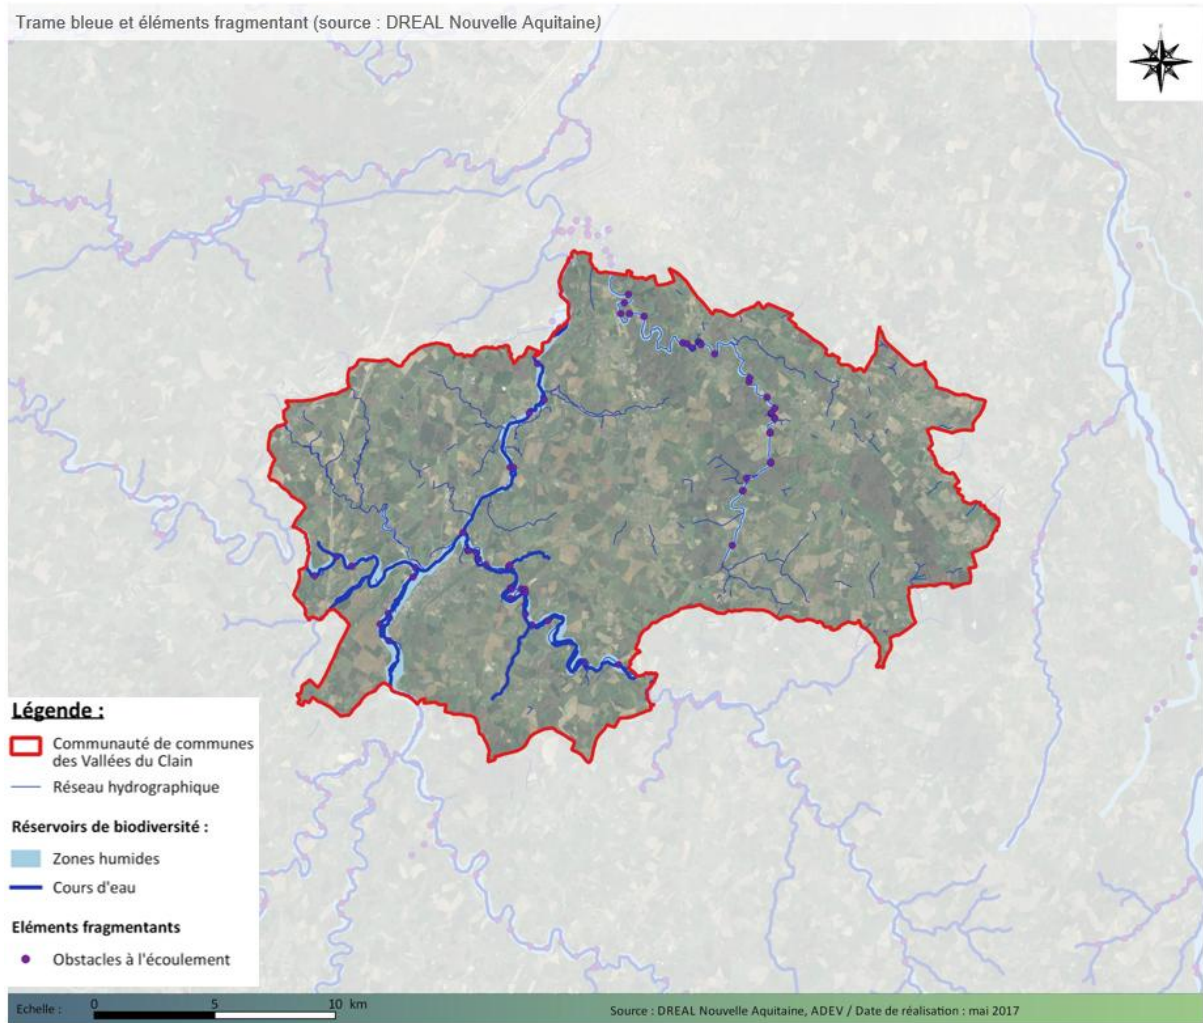 Trame bleue et éléments fragmentant (source : DREAL Nouvelle Aquitaine)
Légende :
Communauté de communes
des Vallées du Clain
Réseau hydrographique
Réservoirs de biodiversité :
Zones humides
Cours d'eau
Eléments fragmentants
Obstacles à l'écoulement
Echelle : 0 5 10 km
Source : DREAL Nouvelle Aquitaine, ADEV / Date de réalisation : mai 2017